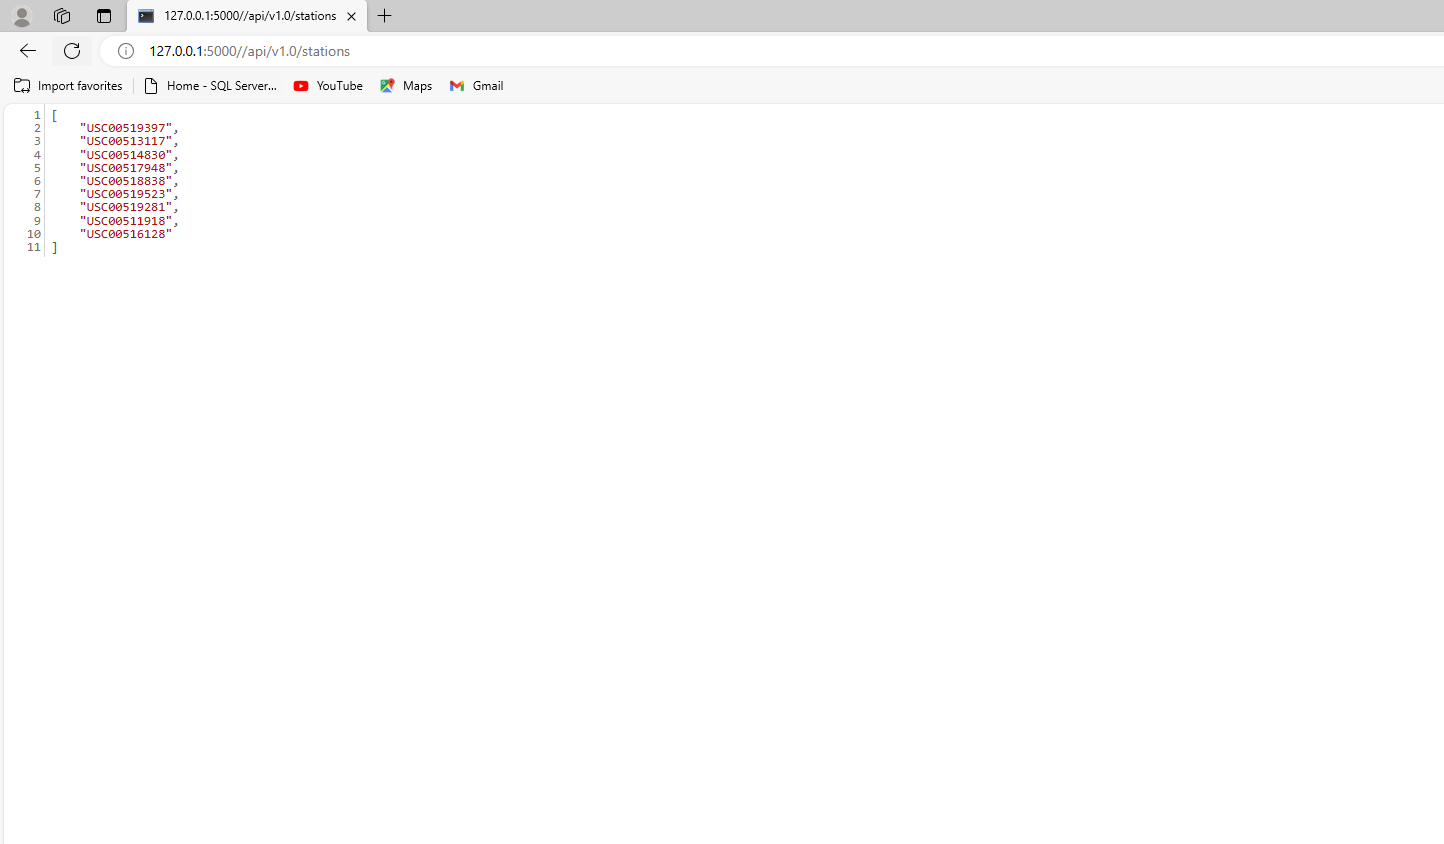 127.0.0.1:5000//api/v1.0/stations
127.0.0.1:5000//api/v1.0/stations
Import favorites Home - SQL Server... YouTube Maps Gmail
1 [
2 "USC00519397",
3 "USC00513117",
4 "USC00514830",
5 "USC00517948",
6 "USC00518838",
7 "USC00519523",
8 "USC00519281",
9 "USC00511918",
10 "USC00516128"
11 ]